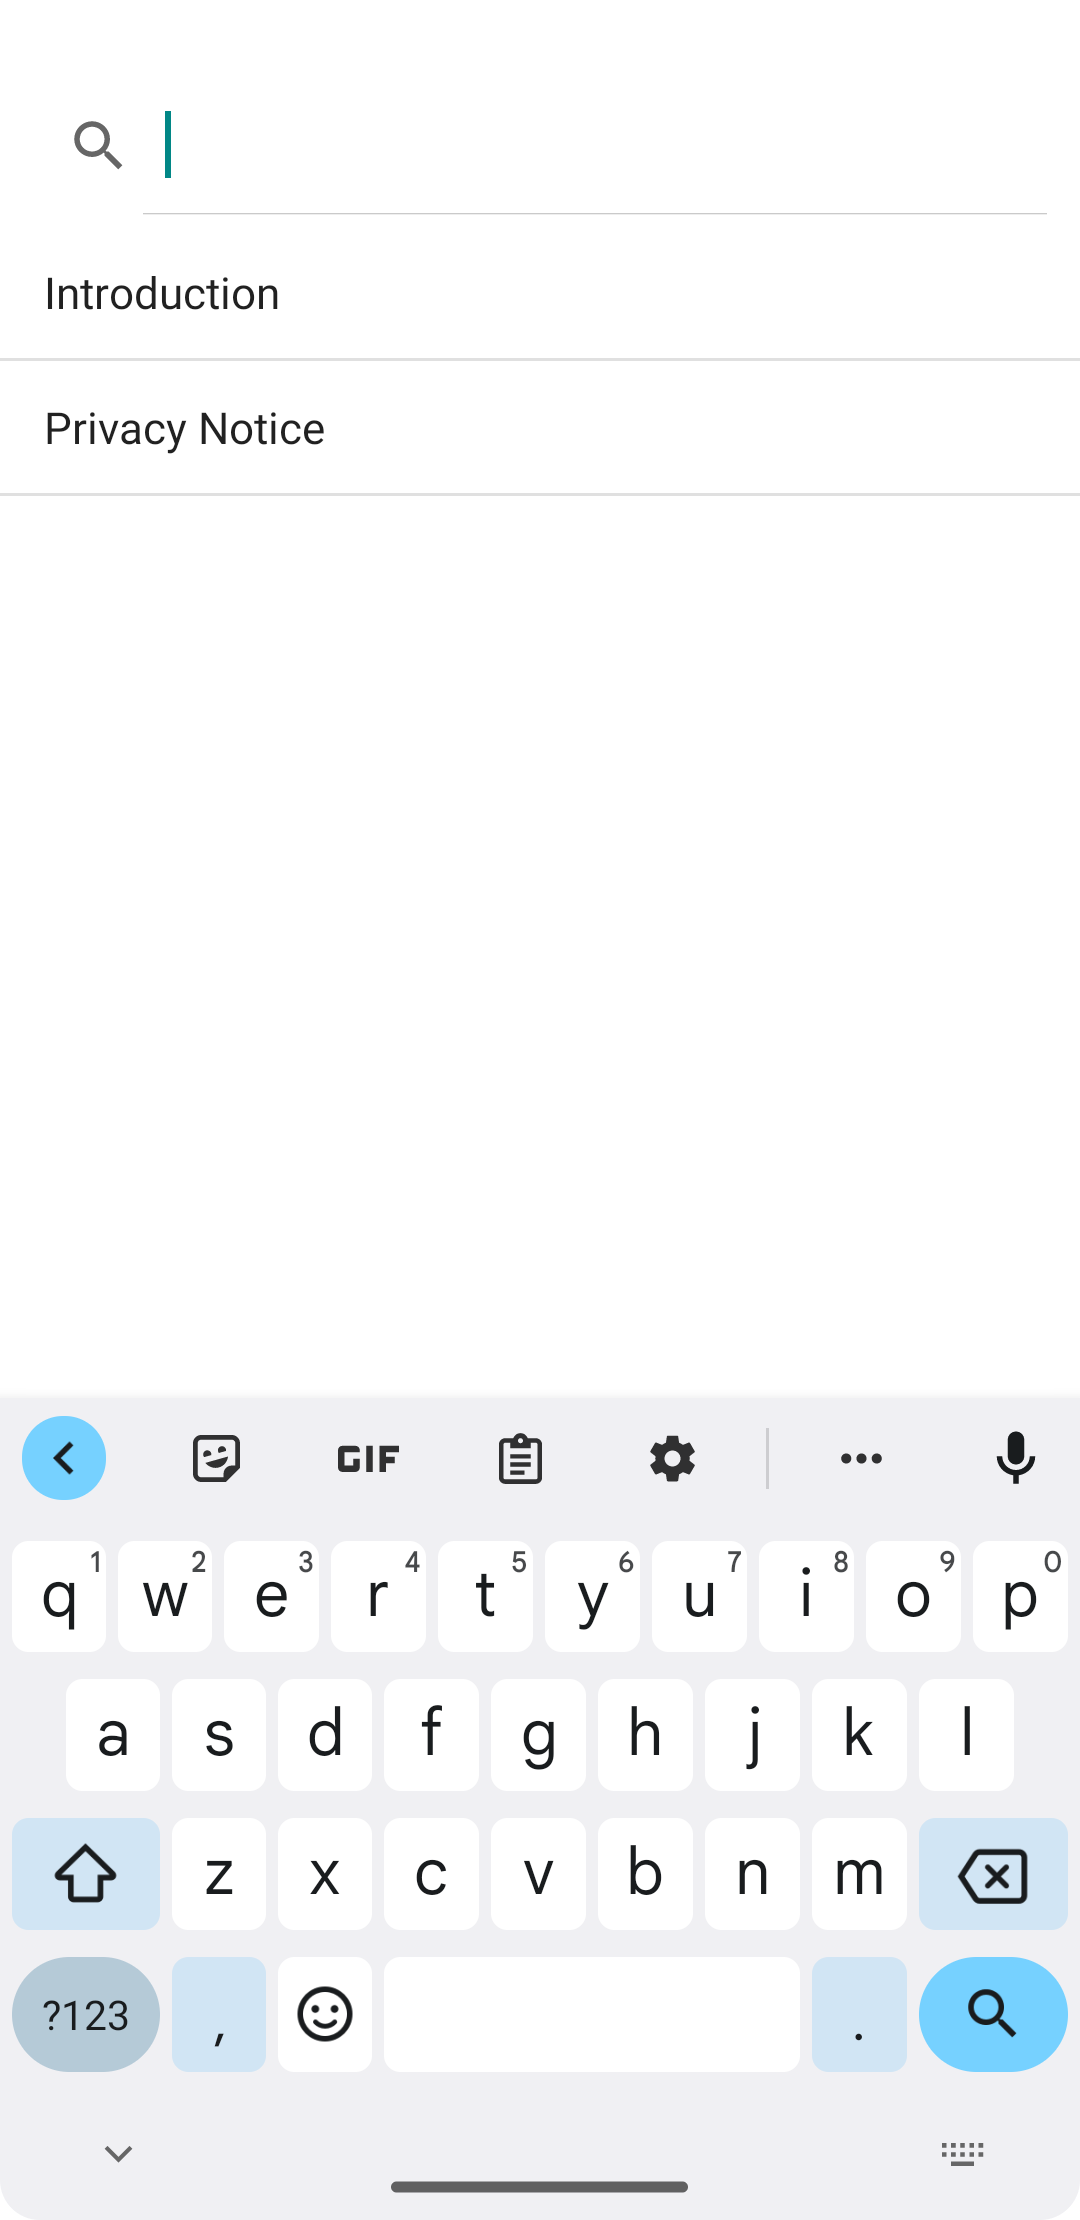 Introduction
Privacy Notice
GIF
q 1 w 2 e 3 r 4 t 5 y 6 u 7 i 8 o 9 p 0
a s d f g h j k l
z x c v b n m
?123 , .